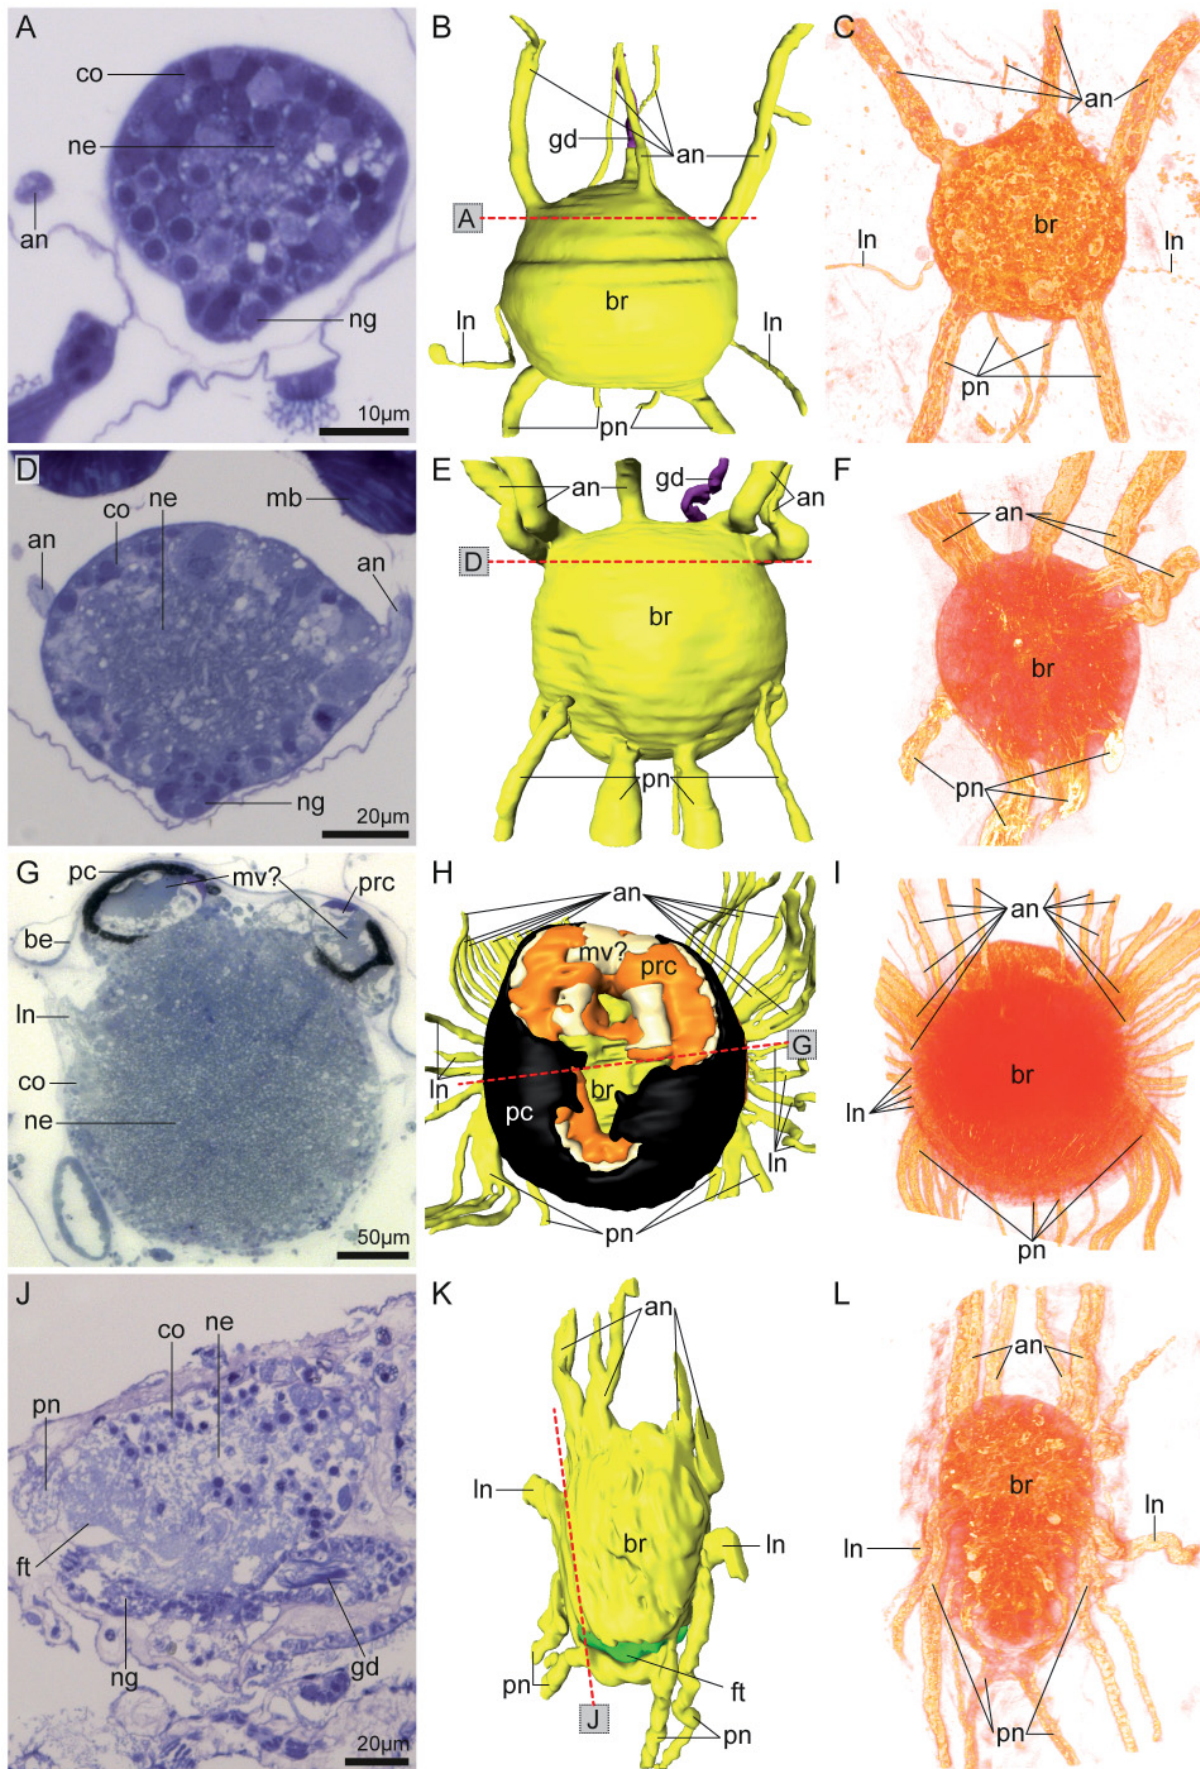 A
co
ne
an
ng
10µm
B
gd
an
A
br
ln
ln
pn
C
an
br
ln
ln
pn
D
ne
co
mb
an
an
ng
20µm
E
gd
an
an
D
br
pn
F
an
br
pn
G
pc
mv?
prc
be
ln
co
ne
50µm
H
an
mv?
prc
G
ln
br
pc
ln
pn
I
an
br
ln
pn
J
ne
co
pn
ft
ng
gd
20µm
K
an
ln
br
ln
pn
ft
J
pn
L
an
br
ln
ln
pn